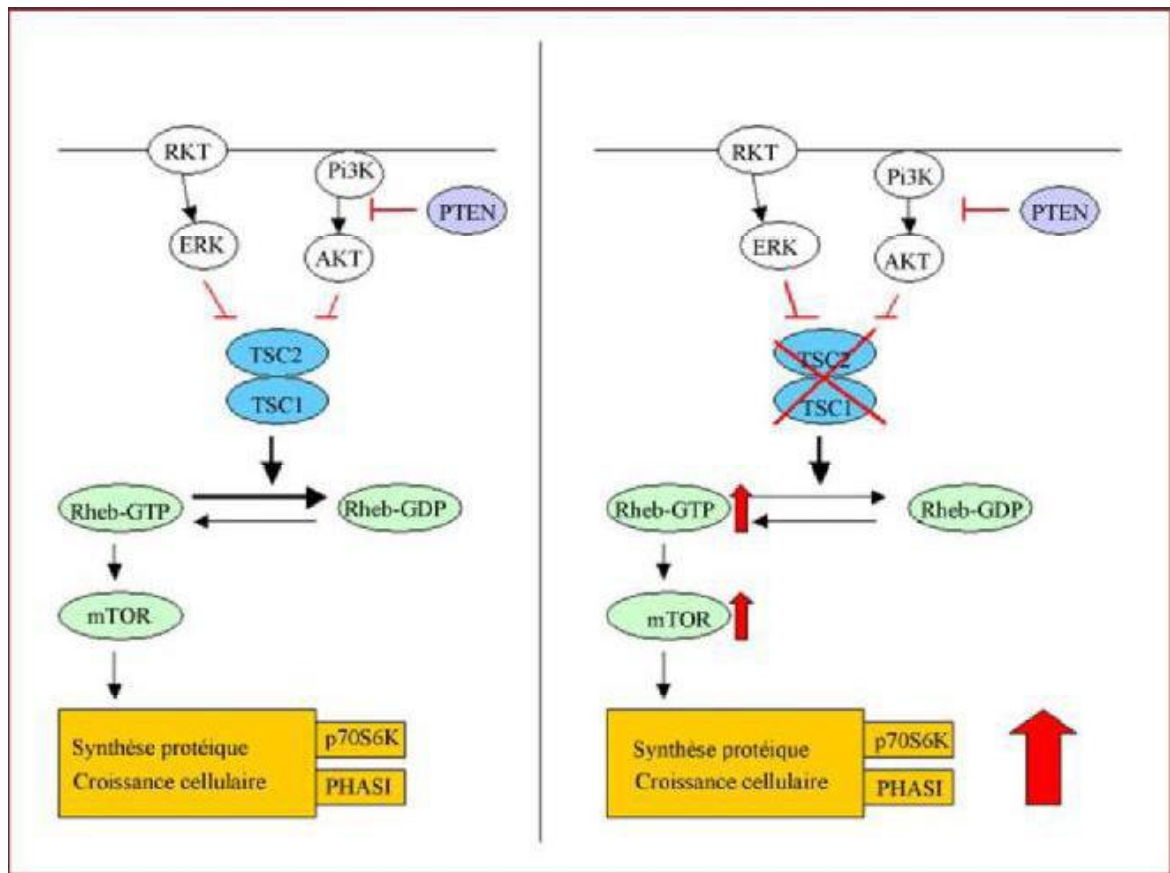 RKT
Pi3K
PTEN
ERK
AKT
TSC2
TSC1
Rheb-GTP
Rheb-GDP
mTOR
Synthèse protéique
Croissance cellulaire
p70S6K
PHASI
RKT
Pi3K
PTEN
ERK
AKT
TSC2
TSC1
Rheb-GTP
Rheb-GDP
mTOR
Synthèse protéique
Croissance cellulaire
p70S6K
PHASI